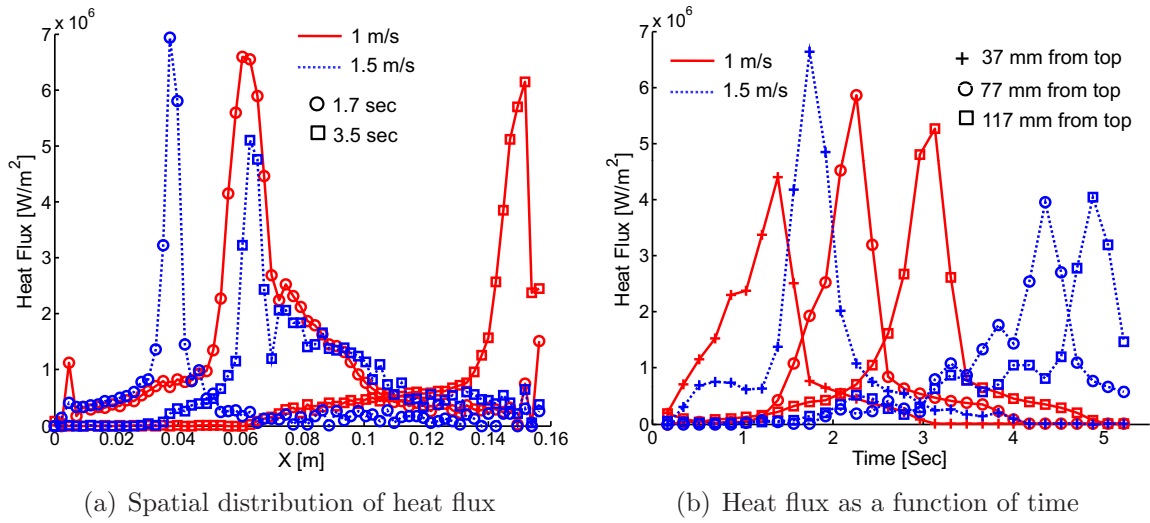 7 x 10^6
6
5
4
3
2
1
0
0 0.02 0.04 0.06 0.08 0.1 0.12 0.14 0.16
Heat Flux [W/m^2]
X [m]
1 m/s
1.5 m/s
1.7 sec
3.5 sec
(a) Spatial distribution of heat flux
7 x 10^6
6
5
4
3
2
1
0
0 1 2 3 4 5
Heat Flux [W/m^2]
Time [Sec]
1 m/s
1.5 m/s
37 mm from top
77 mm from top
117 mm from top
(b) Heat flux as a function of time